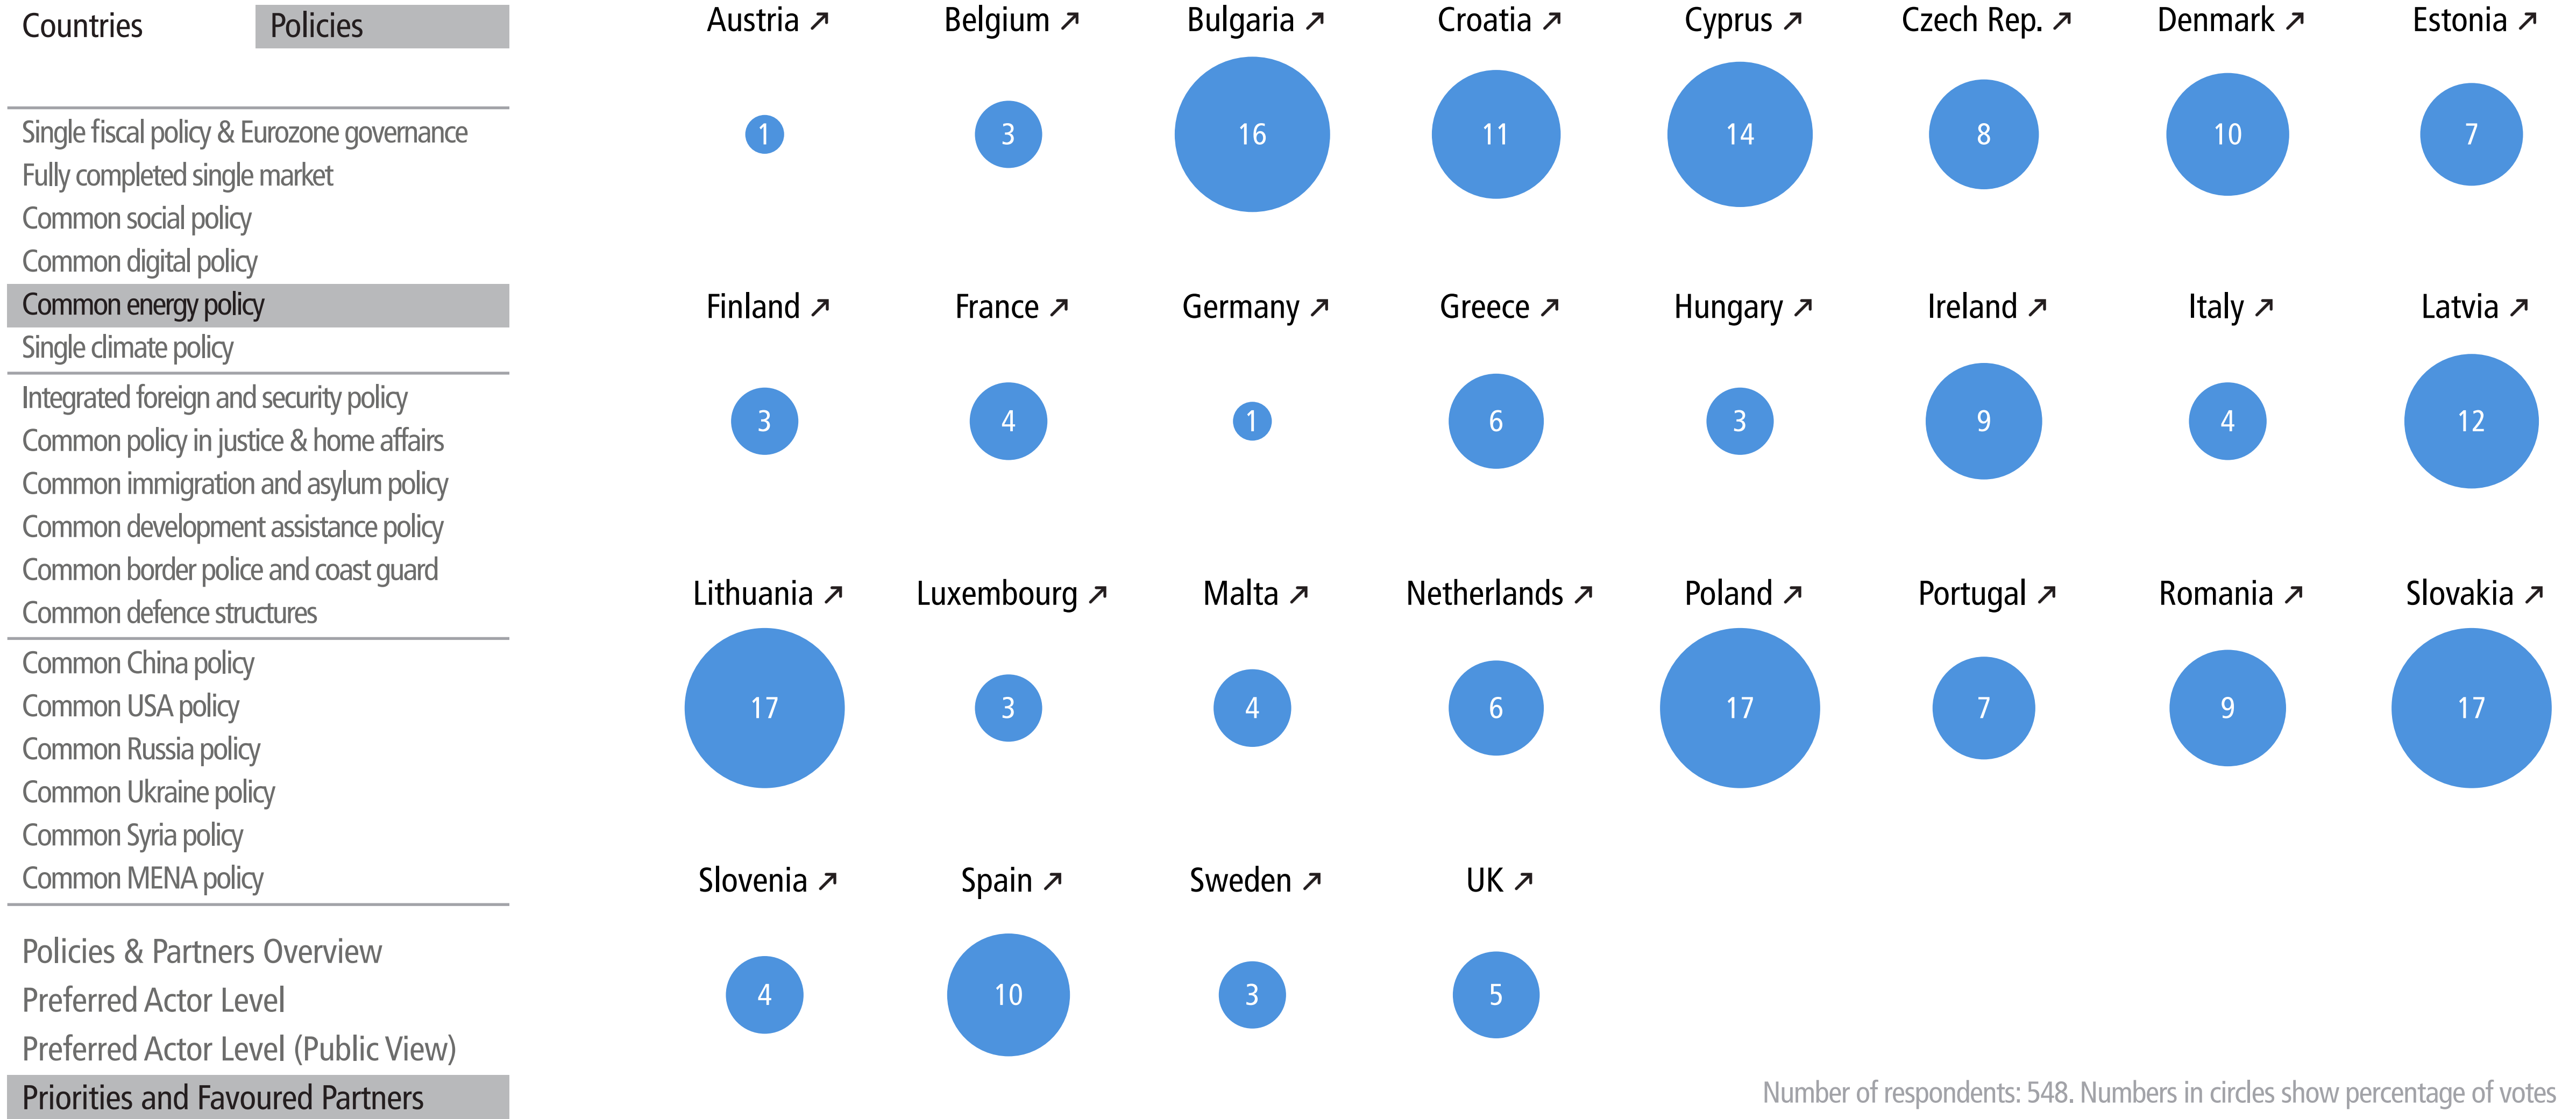 Countries Policies
Single fiscal policy & Eurozone governance
Fully completed single market
Common social policy
Common digital policy
Common energy policy
Single climate policy
Integrated foreign and security policy
Common policy in justice & home affairs
Common immigration and asylum policy
Common development assistance policy
Common border police and coast guard
Common defence structures
Common China policy
Common USA policy
Common Russia policy
Common Ukraine policy
Common Syria policy
Common MENA policy
Policies & Partners Overview
Preferred Actor Level
Preferred Actor Level (Public View)
Priorities and Favoured Partners
Austria ↗ Belgium ↗ Bulgaria ↗ Croatia ↗ Cyprus ↗ Czech Rep. ↗ Denmark ↗ Estonia ↗
1 3 16 11 14 8 10 7
Finland ↗ France ↗ Germany ↗ Greece ↗ Hungary ↗ Ireland ↗ Italy ↗ Latvia ↗
3 4 1 6 3 9 4 12
Lithuania ↗ Luxembourg ↗ Malta ↗ Netherlands ↗ Poland ↗ Portugal ↗ Romania ↗ Slovakia ↗
17 3 4 6 17 7 9 17
Slovenia ↗ Spain ↗ Sweden ↗ UK ↗
4 10 3 5
Number of respondents: 548. Numbers in circles show percentage of votes